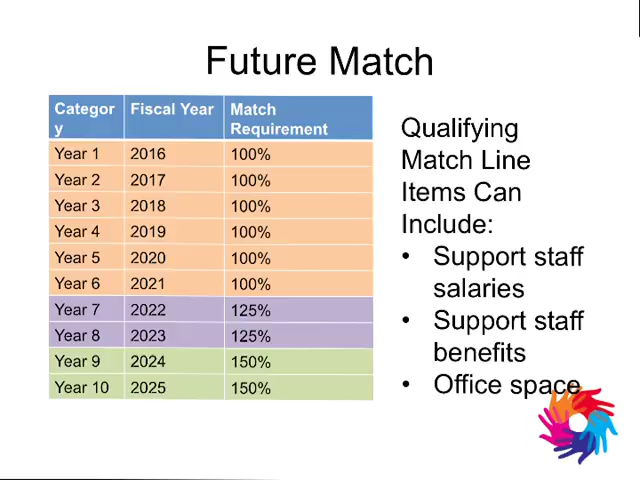 Future Match
Categor
y
Fiscal Year
Match
Requirement
Year 1 2016 100%
Year 2 2017 100%
Year 3 2018 100%
Year 4 2019 100%
Year 5 2020 100%
Year 6 2021 100%
Year 7 2022 125%
Year 8 2023 125%
Year 9 2024 150%
Year 10 2025 150%
Qualifying
Match Line
Items Can
Include:
• Support staff
salaries
• Support staff
benefits
• Office space